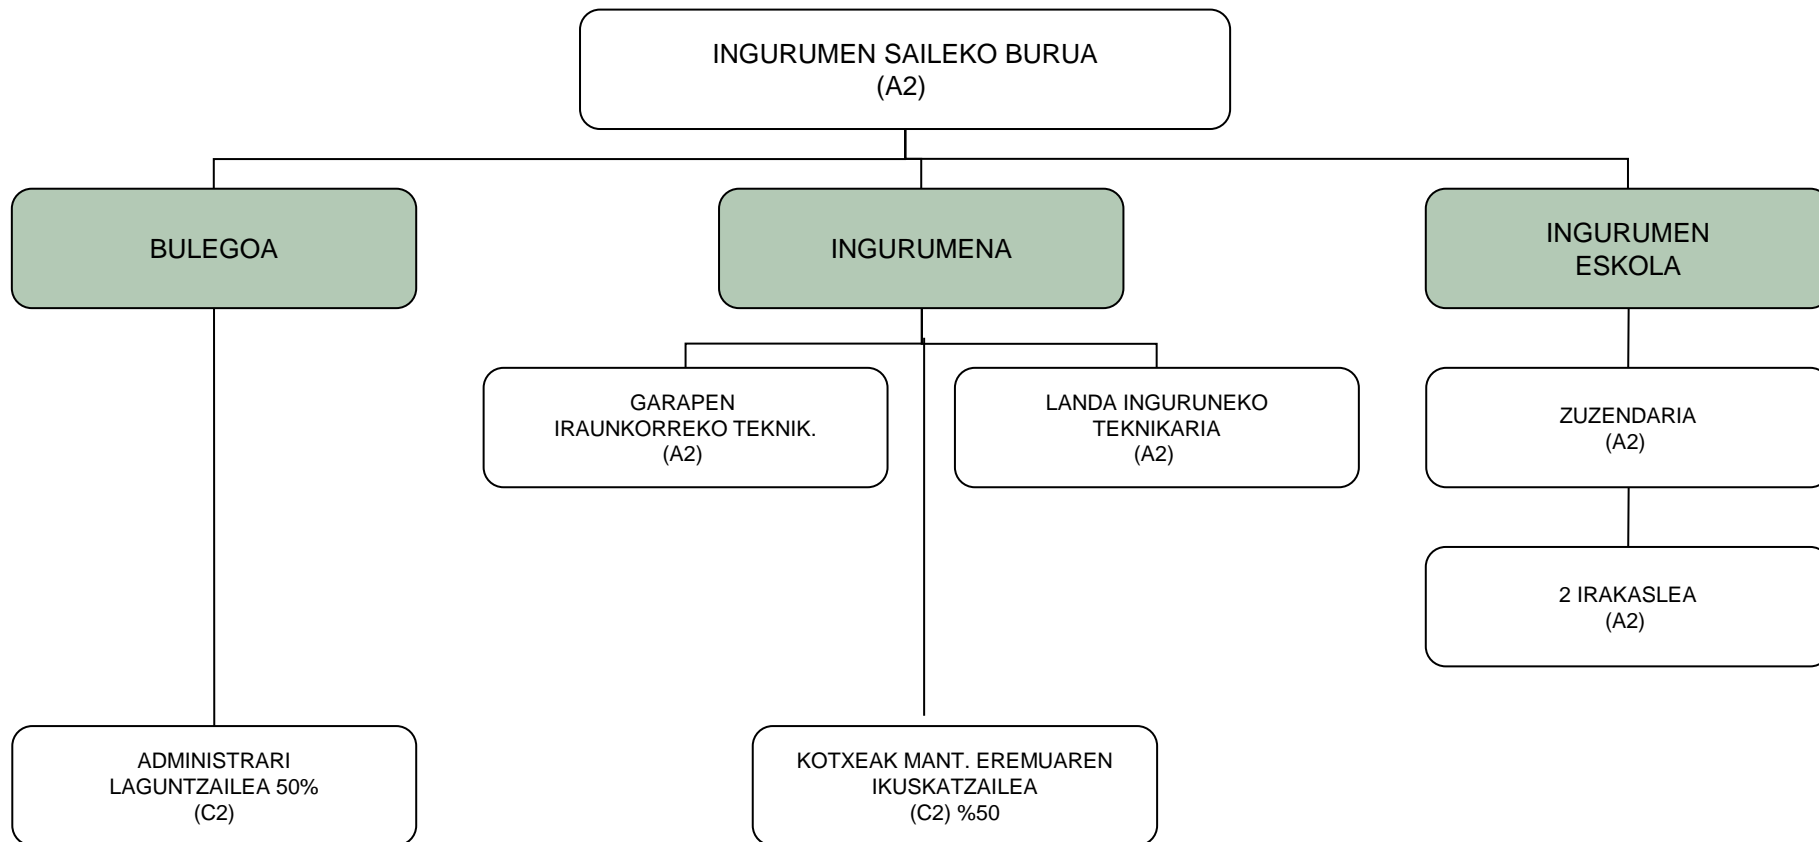 INGURUMEN SAILEKO BURUA
(A2)
BULEGOA
INGURUMENA
INGURUMEN
ESKOLA
GARAPEN
IRAUNKORREKO TEKNIK.
(A2)
LANDA INGURUNEKO
TEKNIKARIA
(A2)
ZUZENDARIA
(A2)
2 IRAKASLEA
(A2)
ADMINISTRARI
LAGUNTZAILEA 50%
(C2)
KOTXEAK MANT. EREMUAREN
IKUSKATZAILEA
(C2) %50